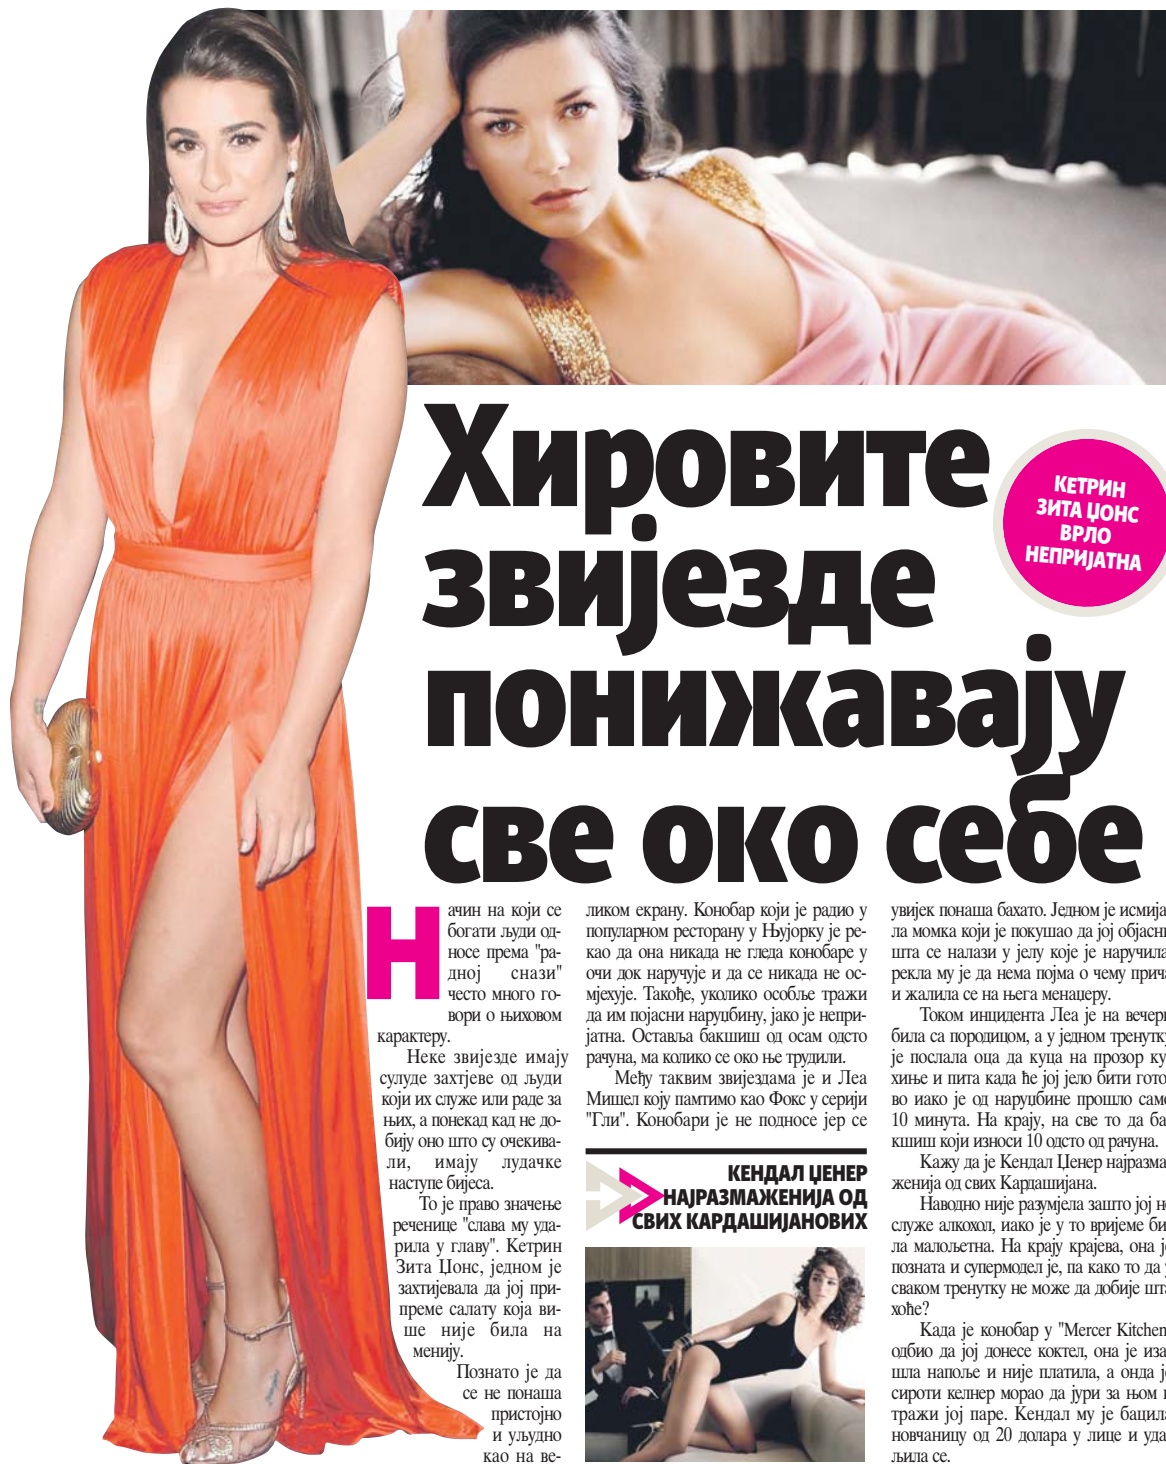 Хировите
звијезде
понижавају
све око себе
КЕТРИН
ЗИТА ЏОНС
ВРЛО
НЕПРИЈАТНА
Начин на који се
богати људи од-
носе према "ра-
дној снази"
често много го-
вори о њиховом
карактеру.
Неке звијезде имају
сулуде захтјеве од људи
који их служе или раде за
њих, а понекад кад не до-
бију оно што су очекива-
ли, имају лудачке
наступе бијеса.
То је право значење
реченице "слава му уда-
рила у главу". Кетрин
Зита Џонс, једном је
захтијевала да јој при-
преме салату која ви-
ше није била на
менију.
Познато је да
се не понаша
пристојно
и уљудно
као на ве-
ликом екрану. Конобар који је радио у
популарном ресторану у Њујорку је ре-
као да она никада не гледа конобаре у
очи док наручује и да се никада не ос-
мјехује. Такође, уколико особље тражи
да им појасни наруџбину, јако је непри-
јатна. Оставља бакшиш од осам одсто
рачуна, ма колико се око ње трудили.
Међу таквим звијездама је и Леа
Мишел коју памтимо као Фокс у серији
"Гли". Конобари је не подносе јер се
КЕНДАЛ ЏЕНЕР
НАЈРАЗМАЖЕНИЈА ОД
СВИХ КАРДАШИЈАНОВИХ
увијек понаша бахато. Једном је исмија-
ла момка који је покушао да јој објасни
шта се налази у јелу које је наручила,
рекла му је да нема појма о чему прича
и жалила се на њега менаџеру.
Током инцидента Леа је на вечери
била са породицом, а у једном тренутку
је послала оца да куца на прозор ку-
хиње и пита када ће јој јело бити гото-
во иако је од наруџбине прошло само
10 минута. На крају, на све то да ба-
кшиш који износи 10 одсто од рачуна.
Кажу да је Кендал Џенер најразма-
женија од свих Кардашијана.
Наводно није разумјела зашто јој не
служе алкохол, иако је у то вријеме би-
ла малољетна. На крају крајева, она је
позната и супермодел је, па како то да у
сваком тренутку не може да добије шта
хоће?
Када је конобар у "Mercer Kitchen"
одбио да јој донесе коктел, она је иза-
шла напоље и није платила, а онда је
сироти келнер морао да јури за њом и
тражи јој паре. Кендал му је бацила
новчаницу од 20 долара у лице и уда-
љила се.